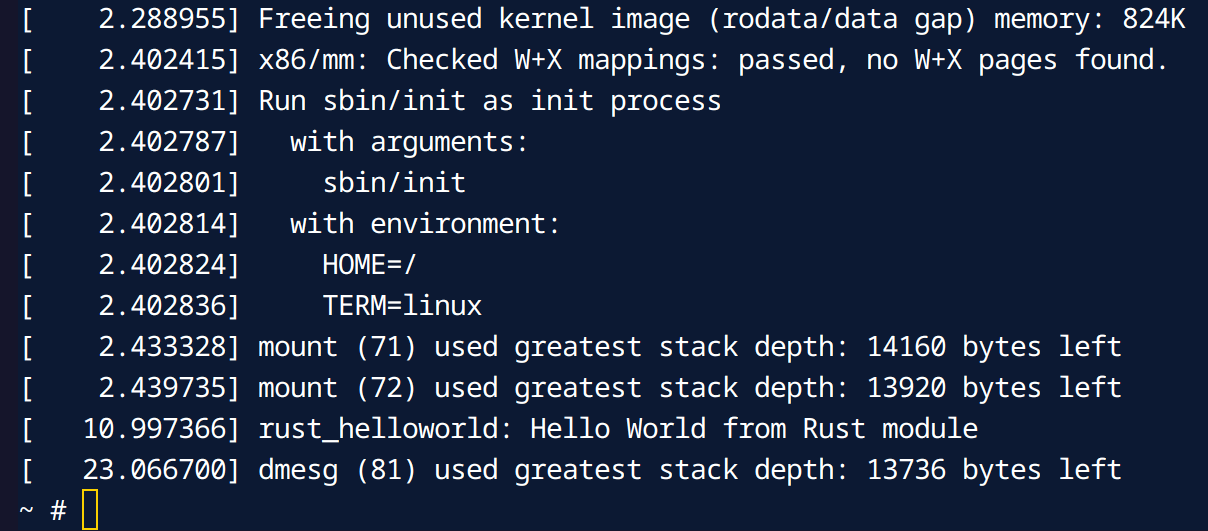 [    2.288955] Freeing unused kernel image (rodata/data gap) memory: 824K
[    2.402415] x86/mm: Checked W+X mappings: passed, no W+X pages found.
[    2.402731] Run sbin/init as init process
[    2.402787]   with arguments:
[    2.402801]     sbin/init
[    2.402814]   with environment:
[    2.402824]     HOME=/
[    2.402836]     TERM=linux
[    2.433328] mount (71) used greatest stack depth: 14160 bytes left
[    2.439735] mount (72) used greatest stack depth: 13920 bytes left
[   10.997366] rust_helloworld: Hello World from Rust module
[   23.066700] dmesg (81) used greatest stack depth: 13736 bytes left
~ #